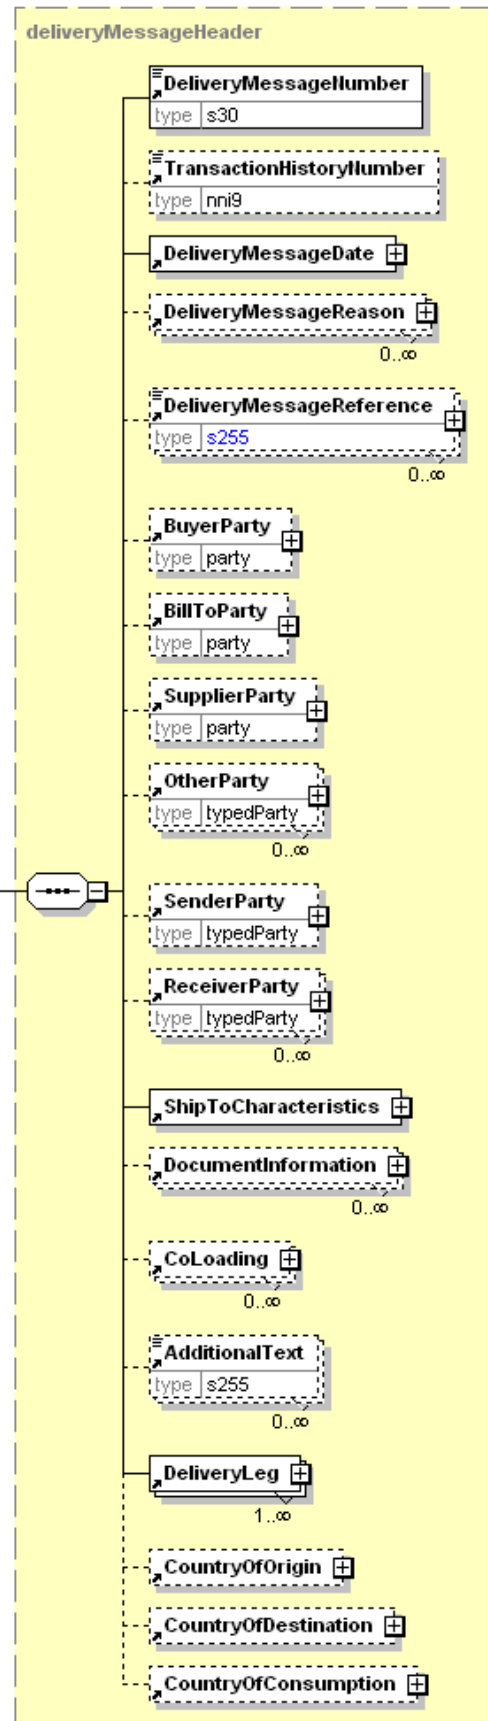 deliveryMessageHeader
DeliveryMessageNumber
type s30
TransactionHistoryNumber
type nni9
DeliveryMessageDate
DeliveryMessageReason
0..∞
DeliveryMessageReference
type s255
0..∞
BuyerParty
type party
BillToParty
type party
SupplierParty
type party
OtherParty
type typedParty
0..∞
SenderParty
type typedParty
ReceiverParty
type typedParty
0..∞
ShipToCharacteristics
DocumentInformation
0..∞
CoLoading
0..∞
AdditionalText
type s255
0..∞
DeliveryLeg
1..∞
CountryOfOrigin
CountryOfDestination
CountryOfConsumption